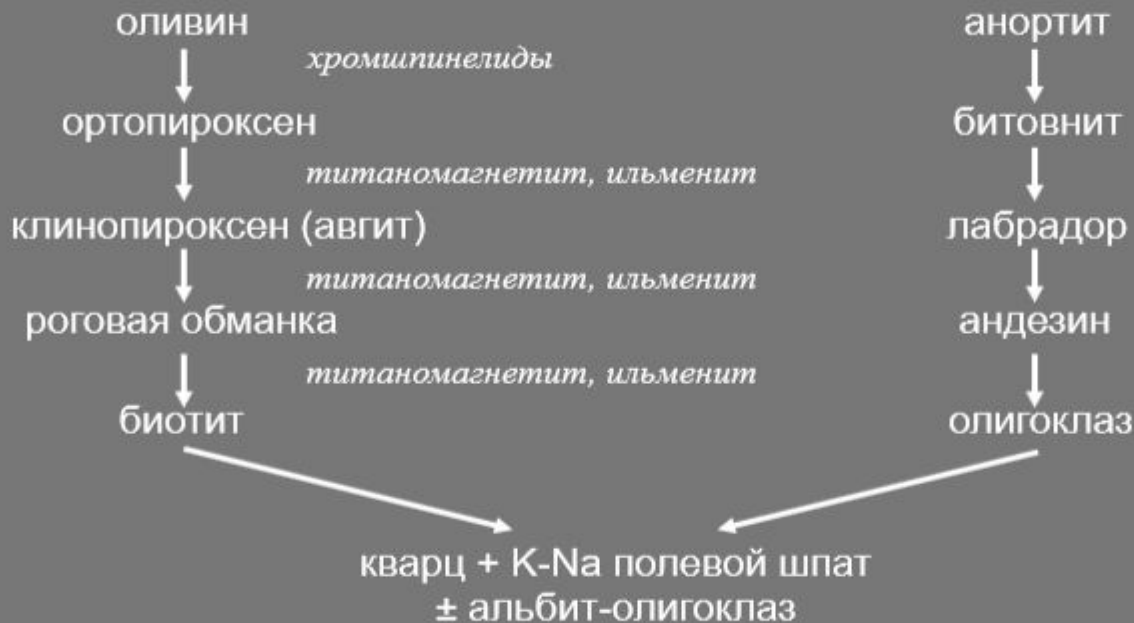 оливин
анортит
хромшпинелиды
ортопироксен
битовнит
титаномагнетит, ильменит
клинопироксен (авгит)
лабрадор
титаномагнетит, ильменит
роговая обманка
андезин
титаномагнетит, ильменит
биотит
олигоклаз
кварц + K-Na полевой шпат
± альбит-олигоклаз